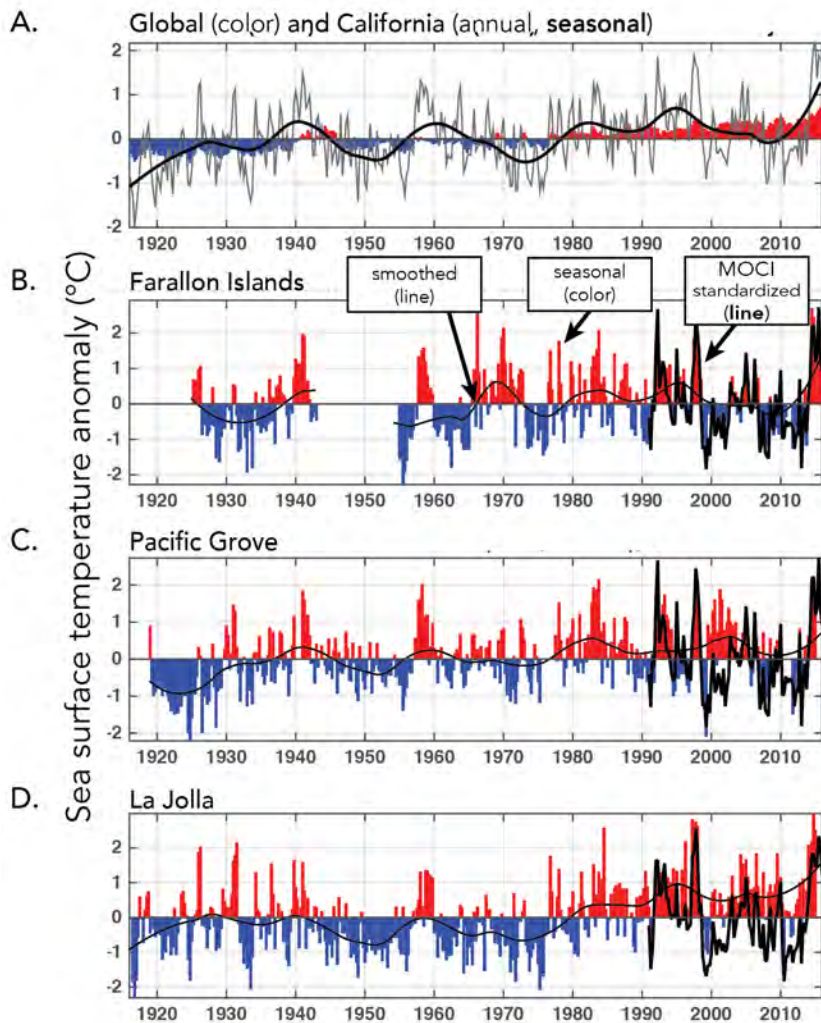 A. Global (color) and California (annual, seasonal)
2
1
0
-1
-2
1920 1930 1940 1950 1960 1970 1980 1990 2000 2010
Sea surface temperature anomaly (°C)
B. Farallon Islands
smoothed
(line)
seasonal
(color)
MOCI
standardized
(line)
2
1
0
-1
-2
1920 1930 1940 1950 1960 1970 1980 1990 2000 2010
C. Pacific Grove
2
1
0
-1
-2
1920 1930 1940 1950 1960 1970 1980 1990 2000 2010
D. La Jolla
2
1
0
-1
-2
1920 1930 1940 1950 1960 1970 1980 1990 2000 2010